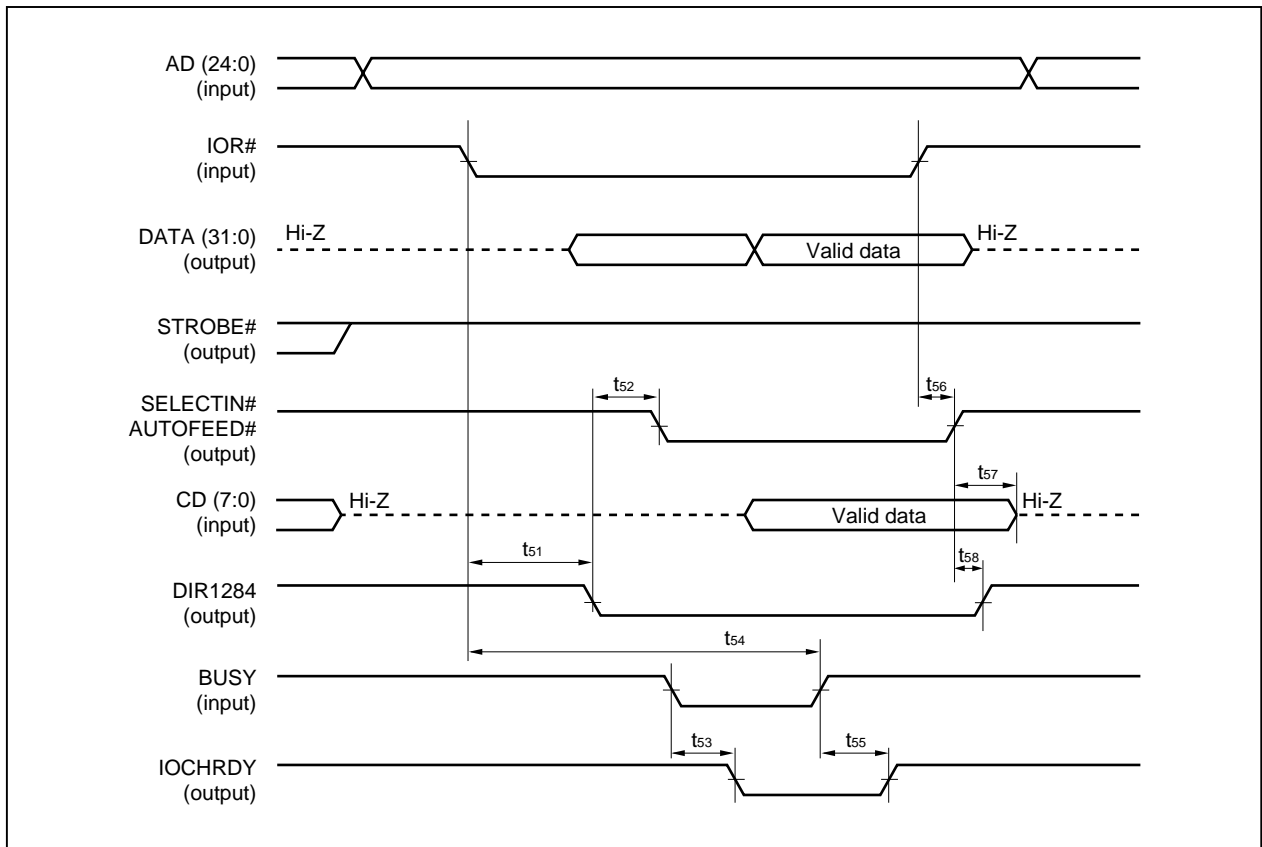 AD (24:0)
(input)
IOR#
(input)
DATA (31:0)
(output)
Hi-Z
Valid data
Hi-Z
STROBE#
(output)
t52
t56
SELECTIN#
AUTOFEED#
(output)
t57
CD (7:0)
(input)
Hi-Z
Valid data
Hi-Z
t51
t58
DIR1284
(output)
t54
BUSY
(input)
t53
t55
IOCHRDY
(output)